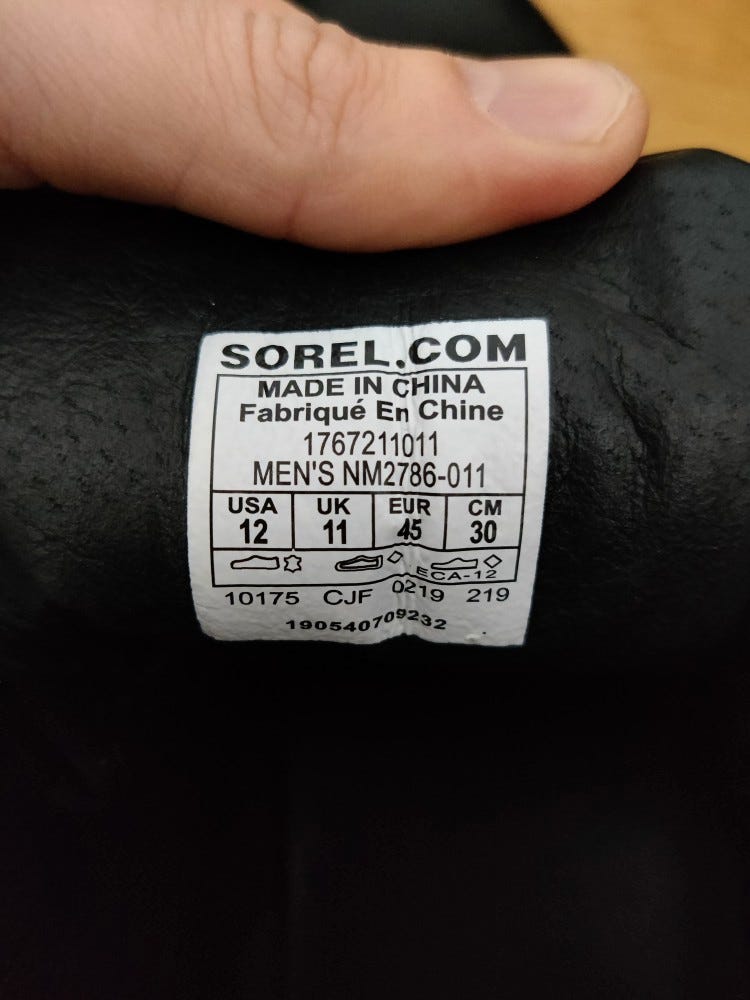 SOREL.COM
MADE IN CHINA
Fabriqué En Chine
1767211011
MEN'S NM2786-011
USA UK EUR CM
12 11 45 30
ECA-12
10175 CJF 0219 219
190540709232